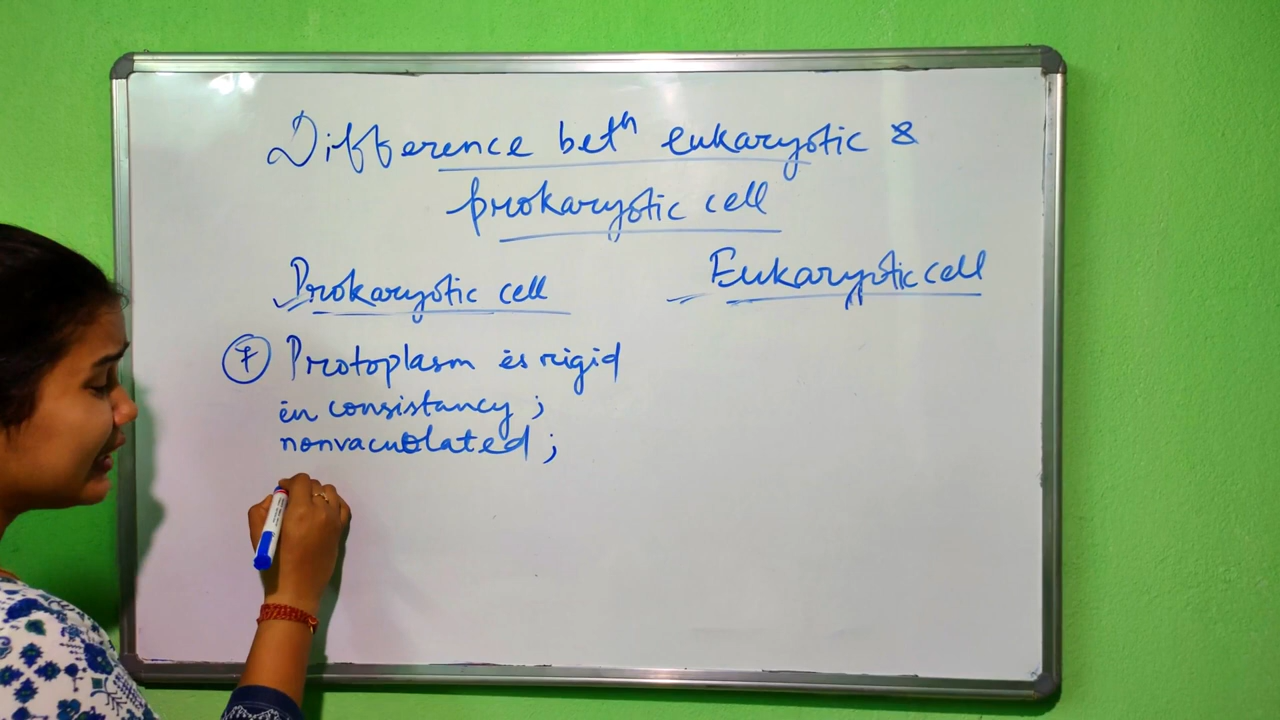 Difference betn eukaryotic &
prokaryotic cell
Prokaryotic cell
Eukaryotic cell
7 Protoplasm is rigid
in consistancy ;
nonvacuolated ;